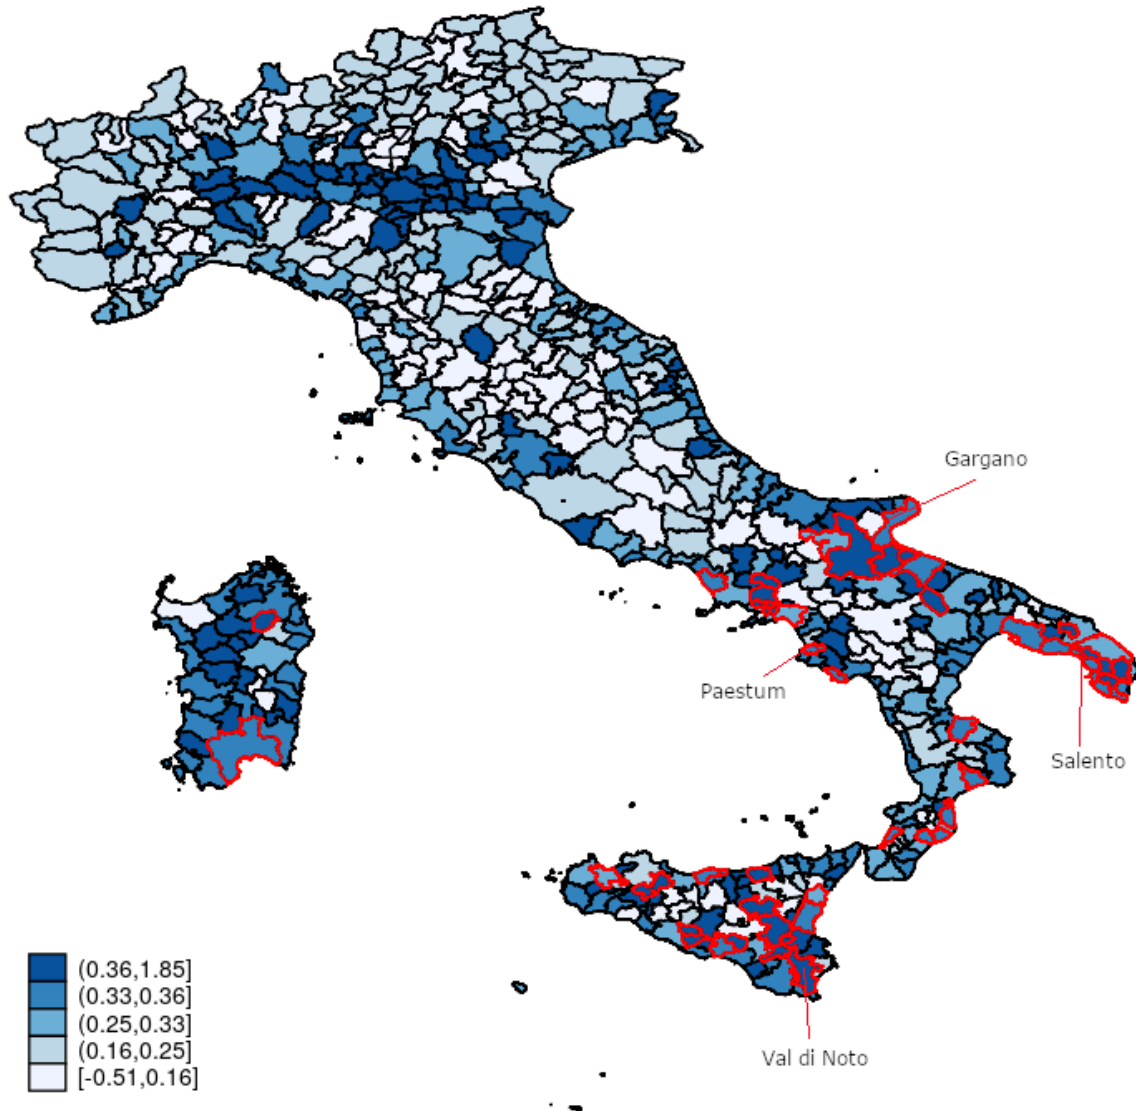 Gargano
Paestum
Salento
Val di Noto
(0.36,1.85]
(0.33,0.36]
(0.25,0.33]
(0.16,0.25]
[-0.51,0.16]